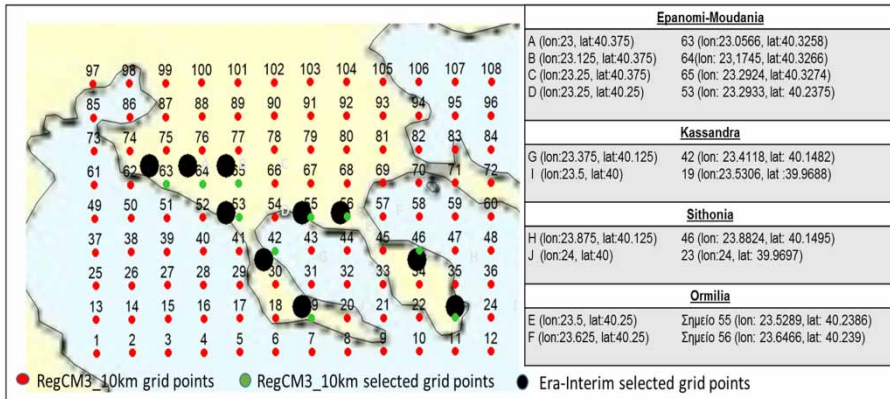 97 98 99 100 101 102 103 104 105 106 107 108
85 86 87 88 89 90 91 92 93 94 95 96
73 74 75 76 77 78 79 80 81 82 83 84
61 62 63 64 65 66 67 68 69 70 71 72
49 50 51 52 53 54 D 55 56 57 58 59 60
37 38 39 40 41 42 43 44 45 46 47 48
25 26 27 28 29 30 31 32 33 34 35 36
13 14 15 16 17 18 19 20 21 22 24
1 2 3 4 5 6 7 8 9 10 11 12
RegCM3_10km grid points RegCM3_10km selected grid points Era-Interim selected grid points
Epanomi-Moudania
A (lon:23, lat:40.375) 63 (lon:23.0566, lat:40.3258)
B (lon:23.125, lat:40.375) 64(lon: 23,1745, lat:40.3266)
C (lon:23.25, lat:40.375) 65 (lon: 23.2924, lat:40.3274)
D (lon:23.25, lat:40.25) 53 (lon:23.2933, lat: 40.2375)
Kassandra
G (lon:23.375, lat:40.125) 42 (lon: 23.4118, lat: 40.1482)
I (lon:23.5, lat:40) 19 (lon:23.5306, lat:39.9688)
Sithonia
H (lon:23.875, lat:40.125) 46 (lon: 23.8824, lat: 40.1495)
J (lon:24, lat:40) 23 (lon:24, lat: 39.9697)
Ormilia
E (lon:23.5, lat:40.25) Σημείο 55 (lon: 23.5289, lat: 40.2386)
F (lon:23.625, lat:40.25) Σημείο 56 (lon: 23.6466, lat: 40.239)